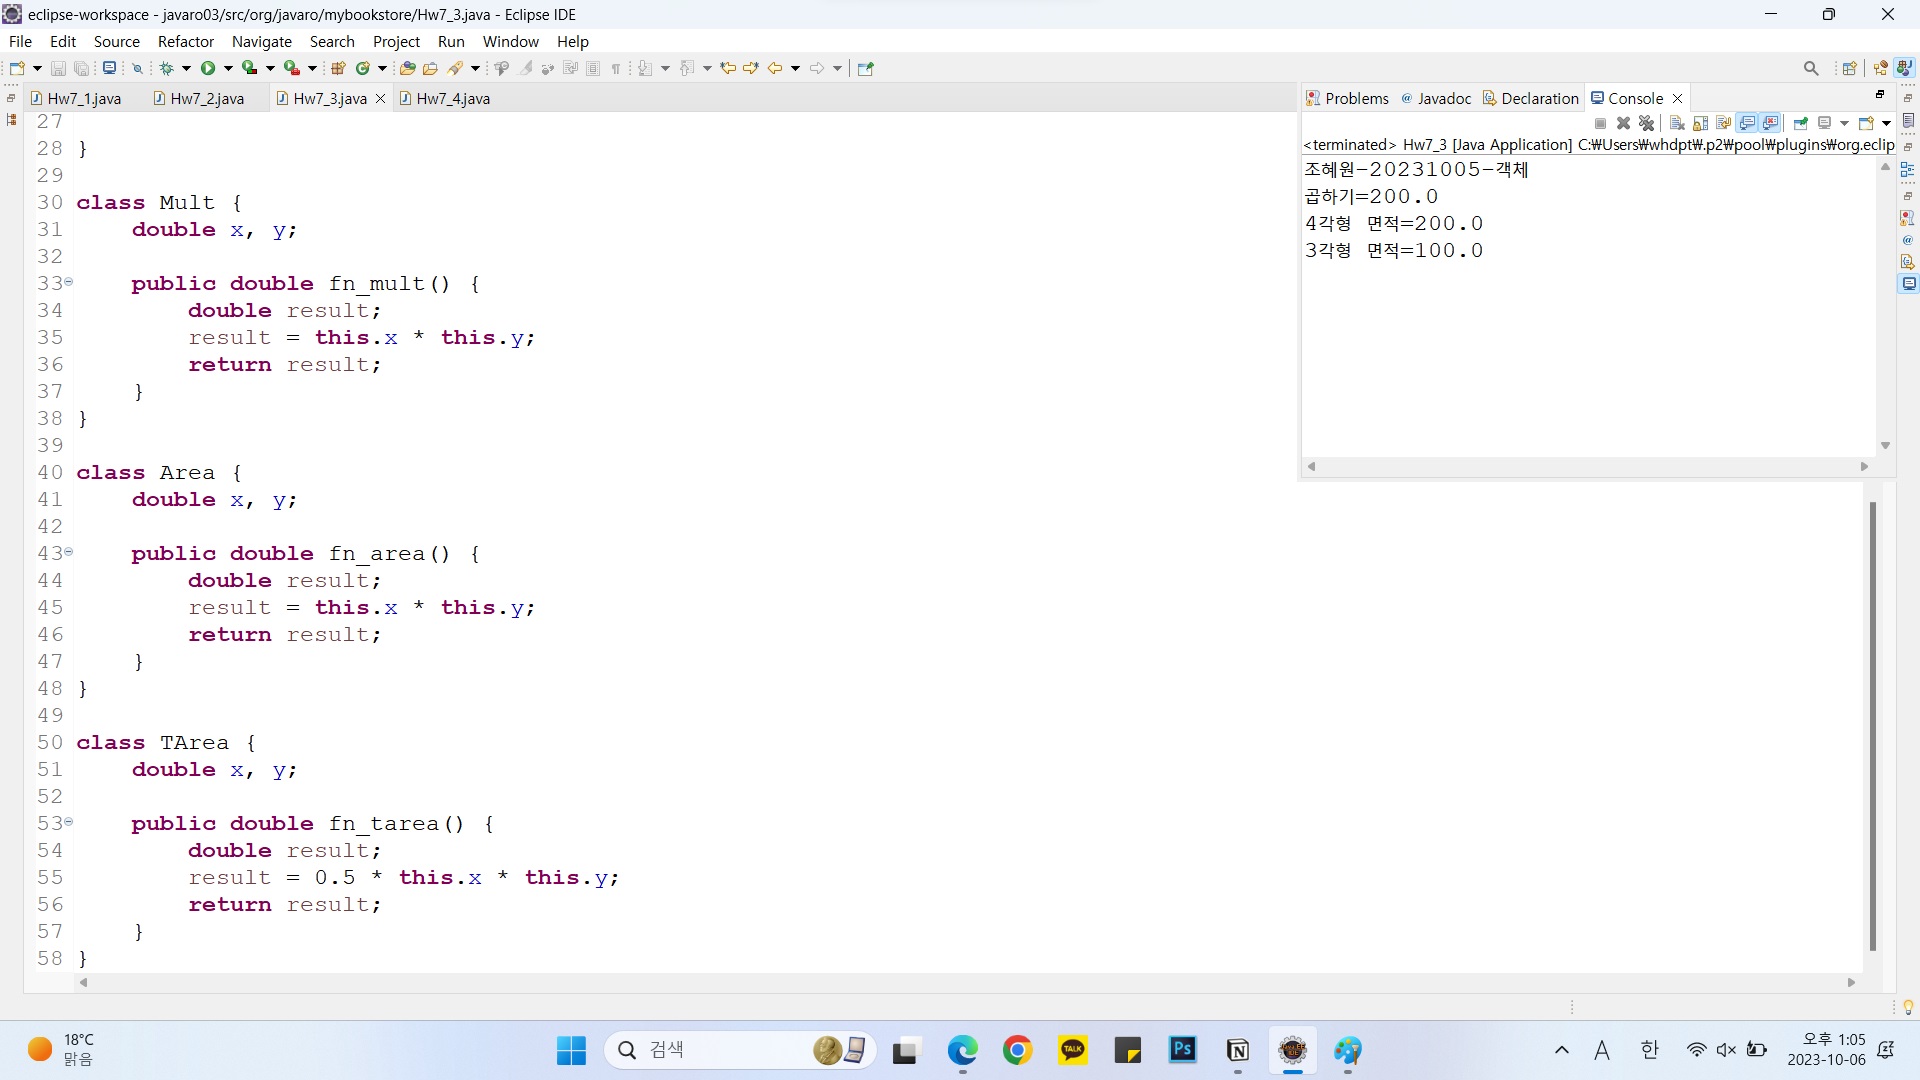 eclipse-workspace - javaro03/src/org/javaro/mybookstore/Hw7_3.java - Eclipse IDE
File Edit Source Refactor Navigate Search Project Run Window Help
Hw7_1.java Hw7_2.java Hw7_3.java Hw7_4.java
27
28 }
29
30 class Mult {
31 double x, y;
32
33 public double fn_mult() {
34 double result;
35 result = this.x * this.y;
36 return result;
37 }
38 }
39
40 class Area {
41 double x, y;
42
43 public double fn_area() {
44 double result;
45 result = this.x * this.y;
46 return result;
47 }
48 }
49
50 class TArea {
51 double x, y;
52
53 public double fn_tarea() {
54 double result;
55 result = 0.5 * this.x * this.y;
56 return result;
57 }
58 }
Problems @ Javadoc Declaration Console
<terminated> Hw7_3 [Java Application] C:₩Users₩whdpt₩.p2₩pool₩plugins₩org.eclip
조혜원-20231005-객체
곱하기=200.0
4각형 면적=200.0
3각형 면적=100.0
18°C
맑음
검색
TALK
Ps
A 한
오후 1:05
2023-10-06